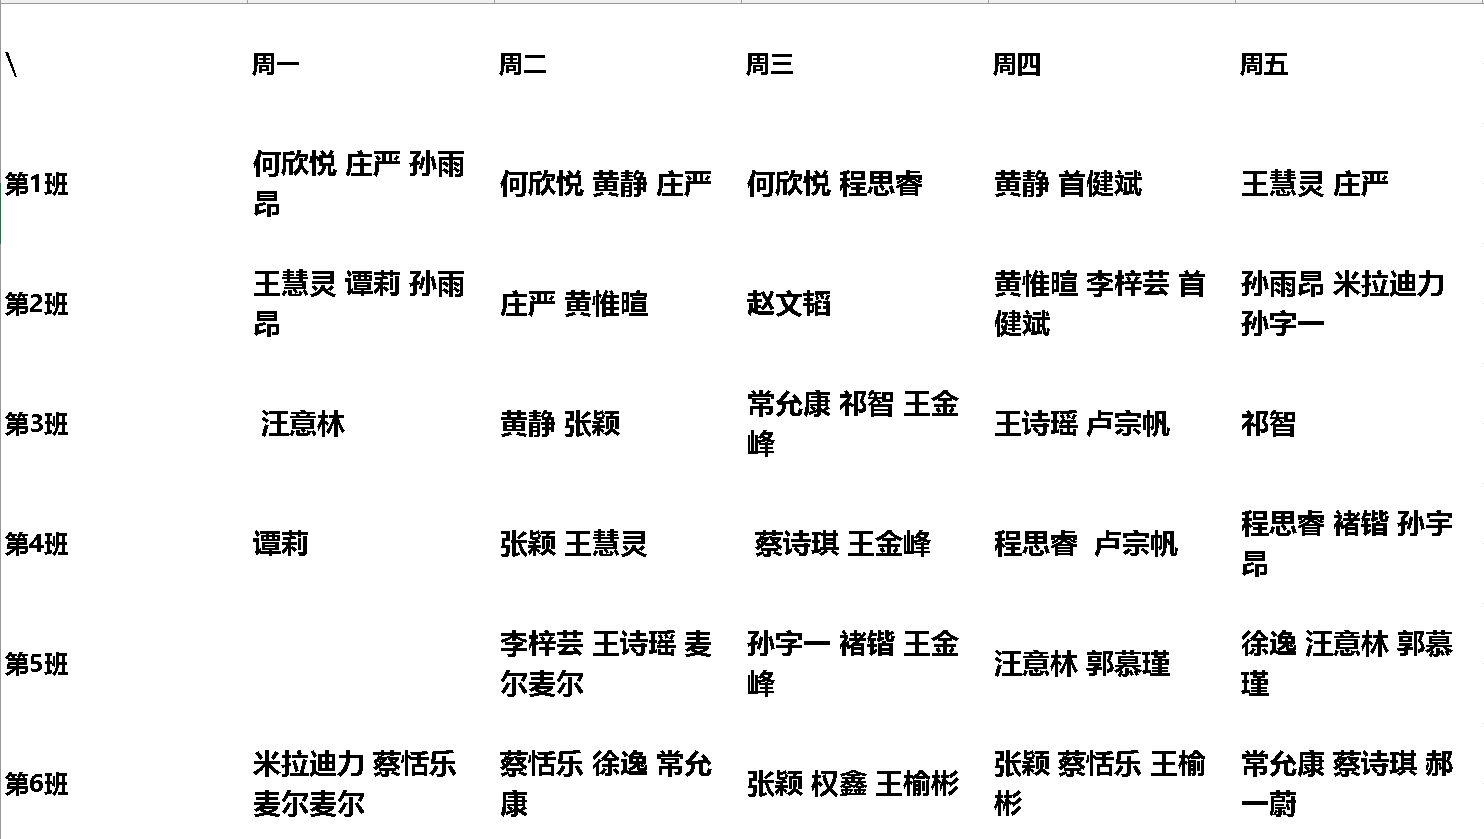 \ 周一 周二 周三 周四 周五
第1班 何欣悦 庄严 孙雨昂 何欣悦 黄静 庄严 何欣悦 程思睿 黄静 首健斌 王慧灵 庄严
第2班 王慧灵 谭莉 孙雨昂 庄严 黄惟暄 赵文韬 黄惟暄 李梓芸 首健斌 孙雨昂 米拉迪力 孙字一
第3班 汪意林 黄静 张颖 常允康 祁智 王金峰 王诗瑶 卢宗帆 祁智
第4班 谭莉 张颖 王慧灵 蔡诗琪 王金峰 程思睿 卢宗帆 程思睿 褚锴 孙宇昂
第5班 李梓芸 王诗瑶 麦尔麦尔 孙字一 褚锴 王金峰 汪意林 郭慕瑾 徐逸 汪意林 郭慕瑾
第6班 米拉迪力 蔡恬乐 麦尔麦尔 蔡恬乐 徐逸 常允康 张颖 权鑫 王榆彬 张颖 蔡恬乐 王榆彬 常允康 蔡诗琪 郝一蔚